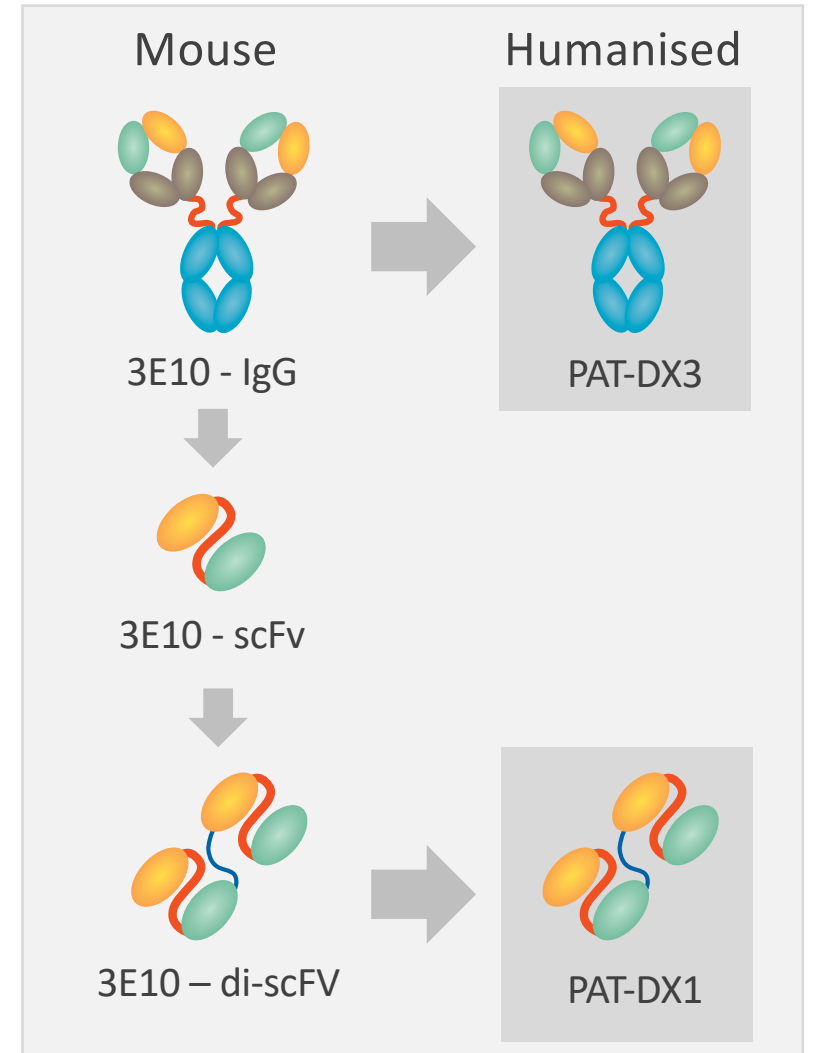 Mouse
Humanised
3E10 - IgG
PAT-DX3
3E10 - scFv
3E10 – di-scFV
PAT-DX1